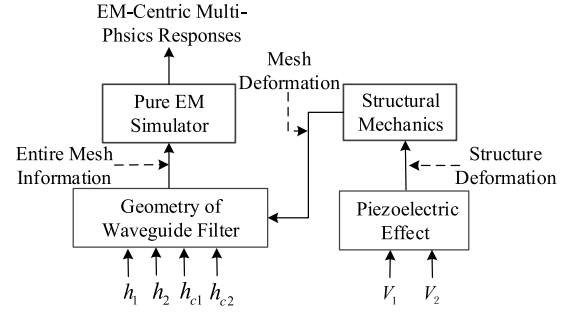 EM-Centric Multi-
Phsics Responses
Mesh
Deformation
Pure EM
Simulator
Structural
Mechanics
Entire Mesh
Information
Structure
Deformation
Geometry of
Waveguide Filter
Piezoelectric
Effect
h1 h2 hc1 hc2
V1 V2